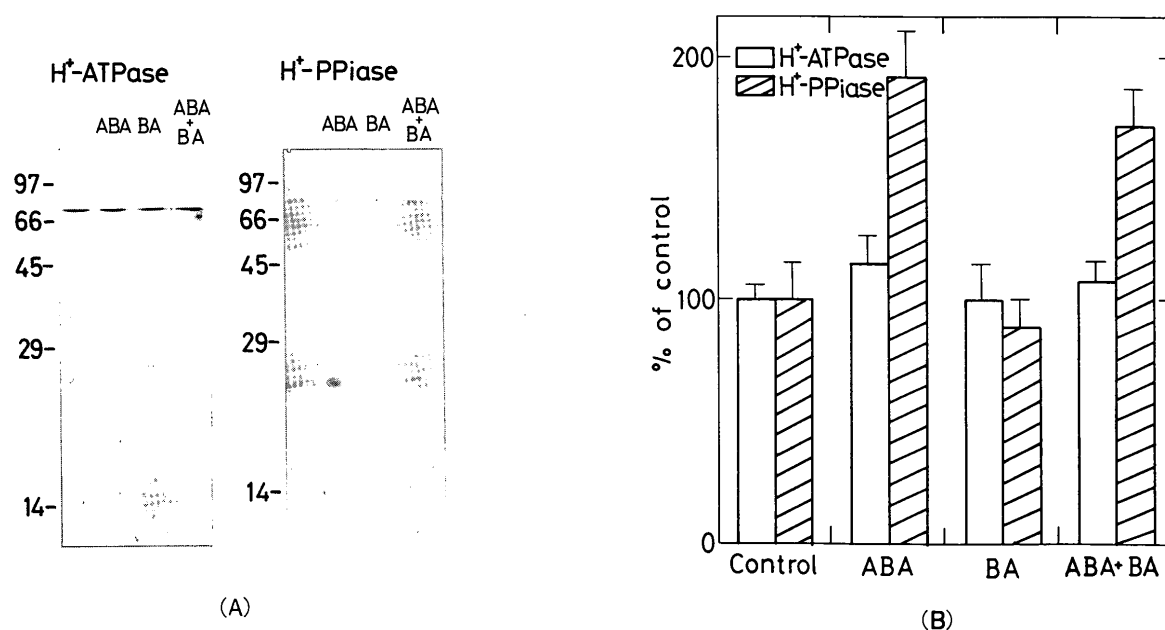 H⁺-ATPase
ABA BA ABA + BA
97-
66-
45-
29-
14-
H⁺-PPiase
ABA BA ABA + BA
97-
66-
45-
29-
14-
(A)
% of control
200
100
0
H⁺-ATPase
H⁺-PPiase
Control ABA BA ABA+BA
(B)